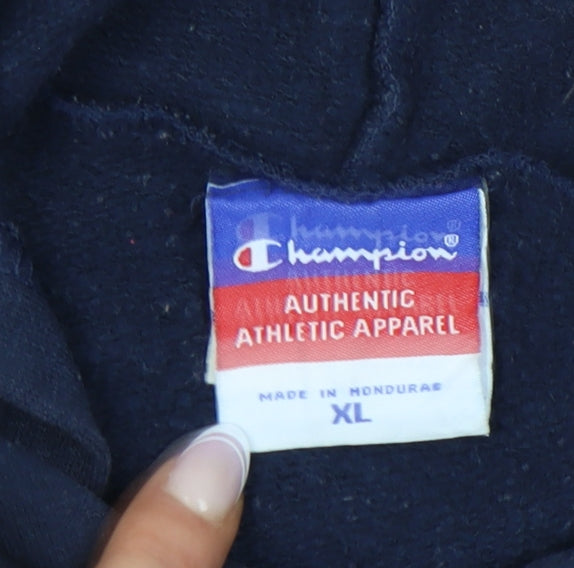 Champion®
AUTHENTIC
ATHLETIC APPAREL
MADE IN HONDURAS
XL